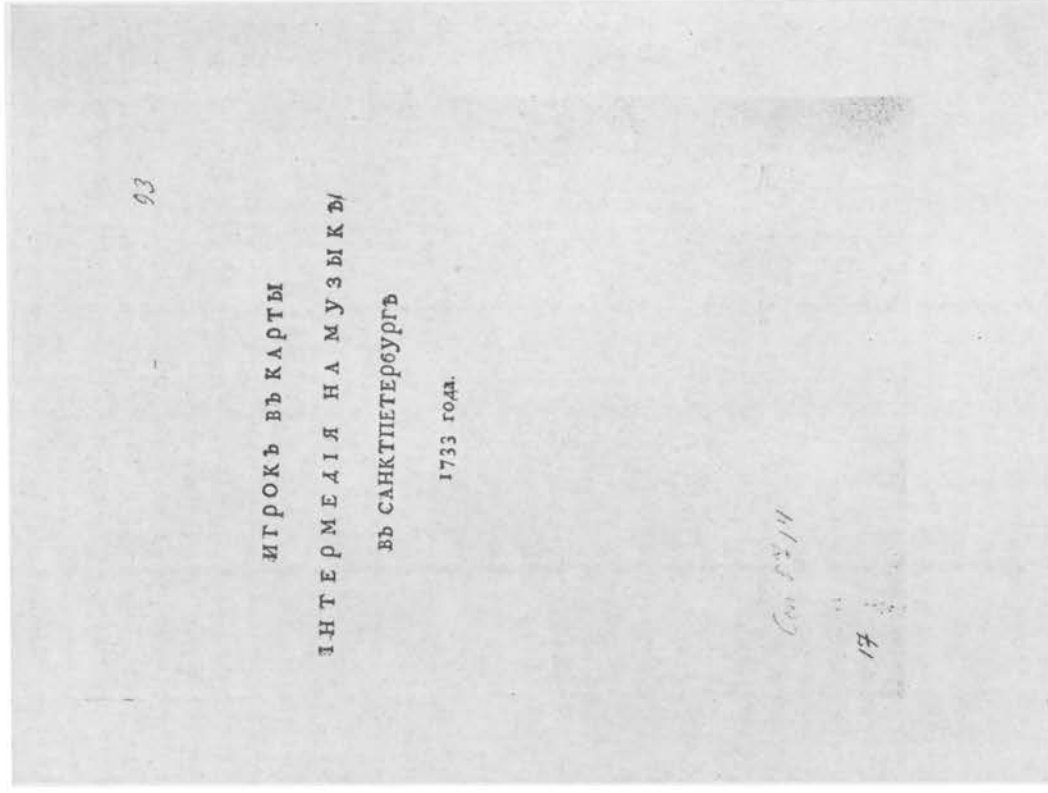 93
ИГРОКЪ ВЪ КАРТЫ
ІНТЕРМЕДІЯ НА МУЗЫКѢ
ВЪ САНКТПЕТЕРБУРГѢ
1733 года.
17